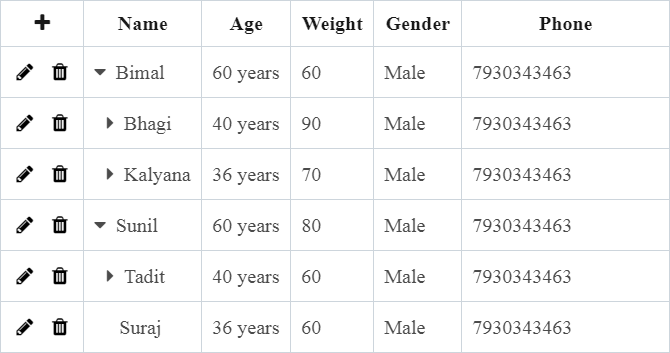 Name Age Weight Gender Phone
Bimal 60 years 60 Male 7930343463
Bhagi 40 years 90 Male 7930343463
Kalyana 36 years 70 Male 7930343463
Sunil 60 years 80 Male 7930343463
Tadit 40 years 60 Male 7930343463
Suraj 36 years 60 Male 7930343463